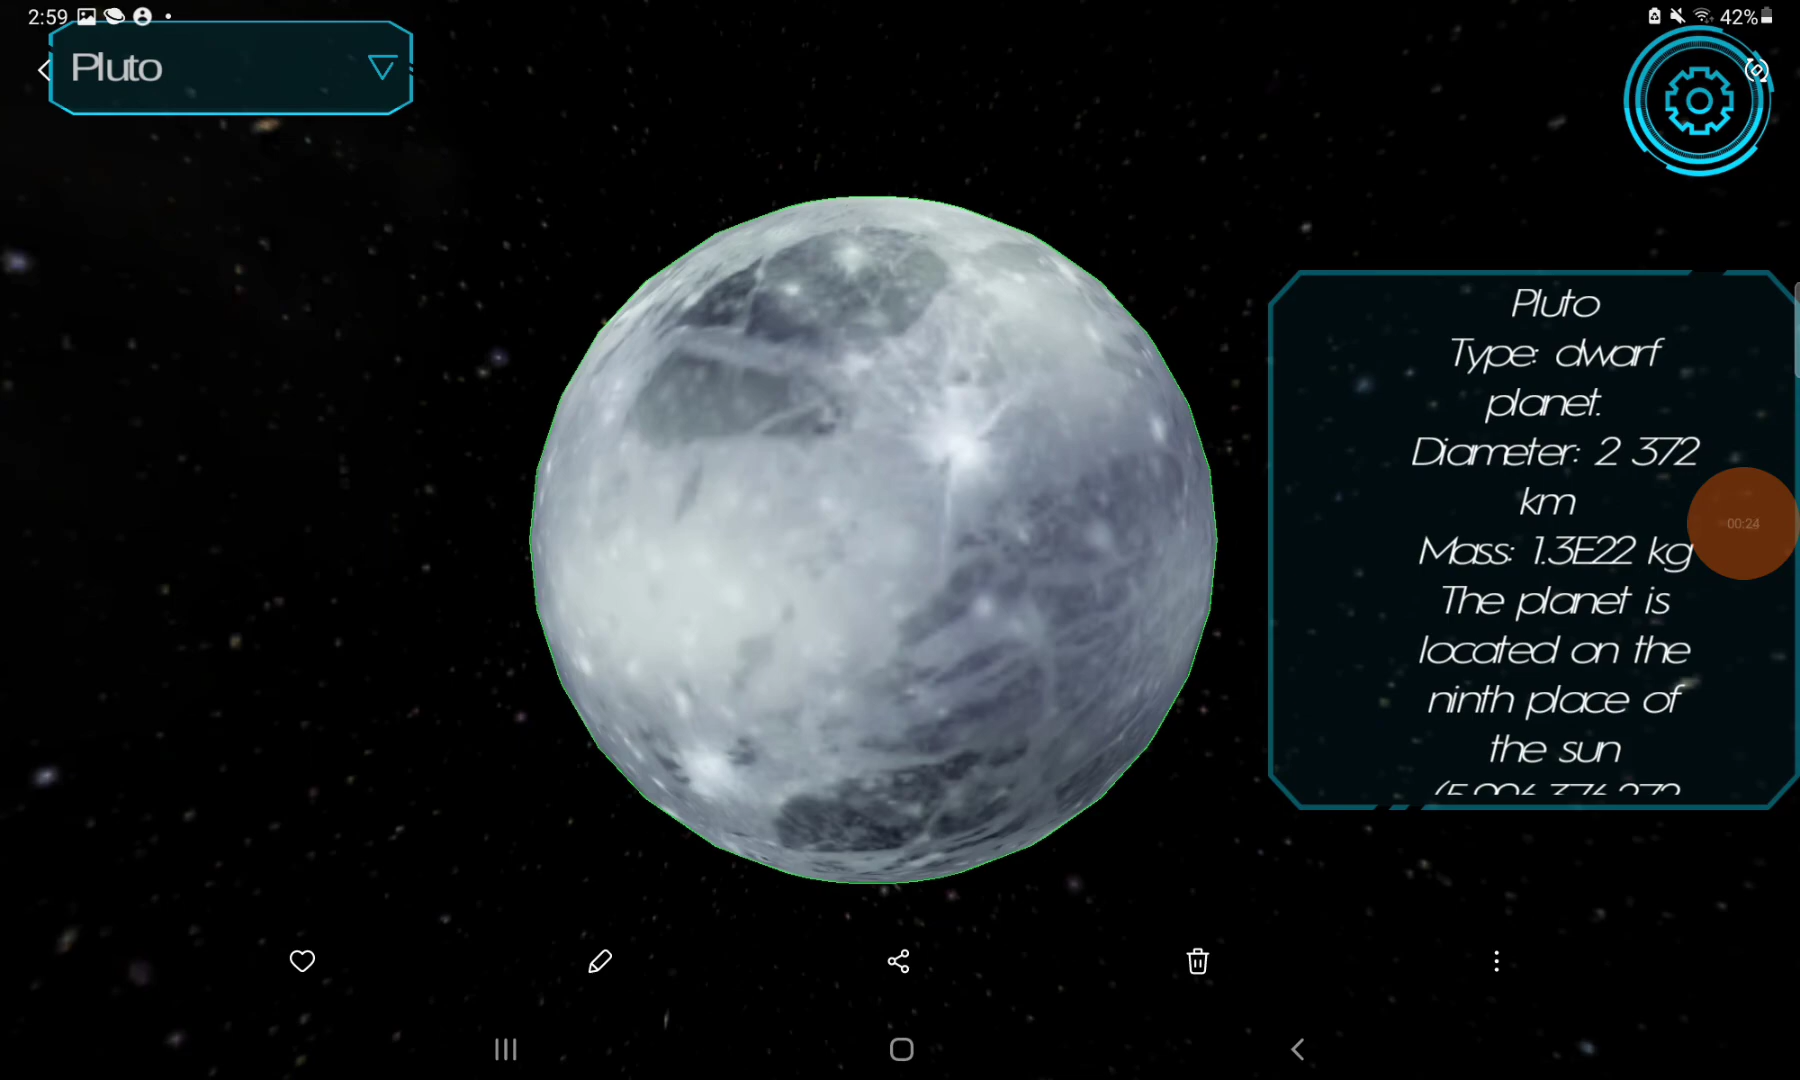 2:59
42%
Pluto
Pluto
Type: dwarf
planet.
Diameter: 2 372
km
Mass: 1.3E22 kg
00:24
The planet is
located on the
ninth place of
the sun